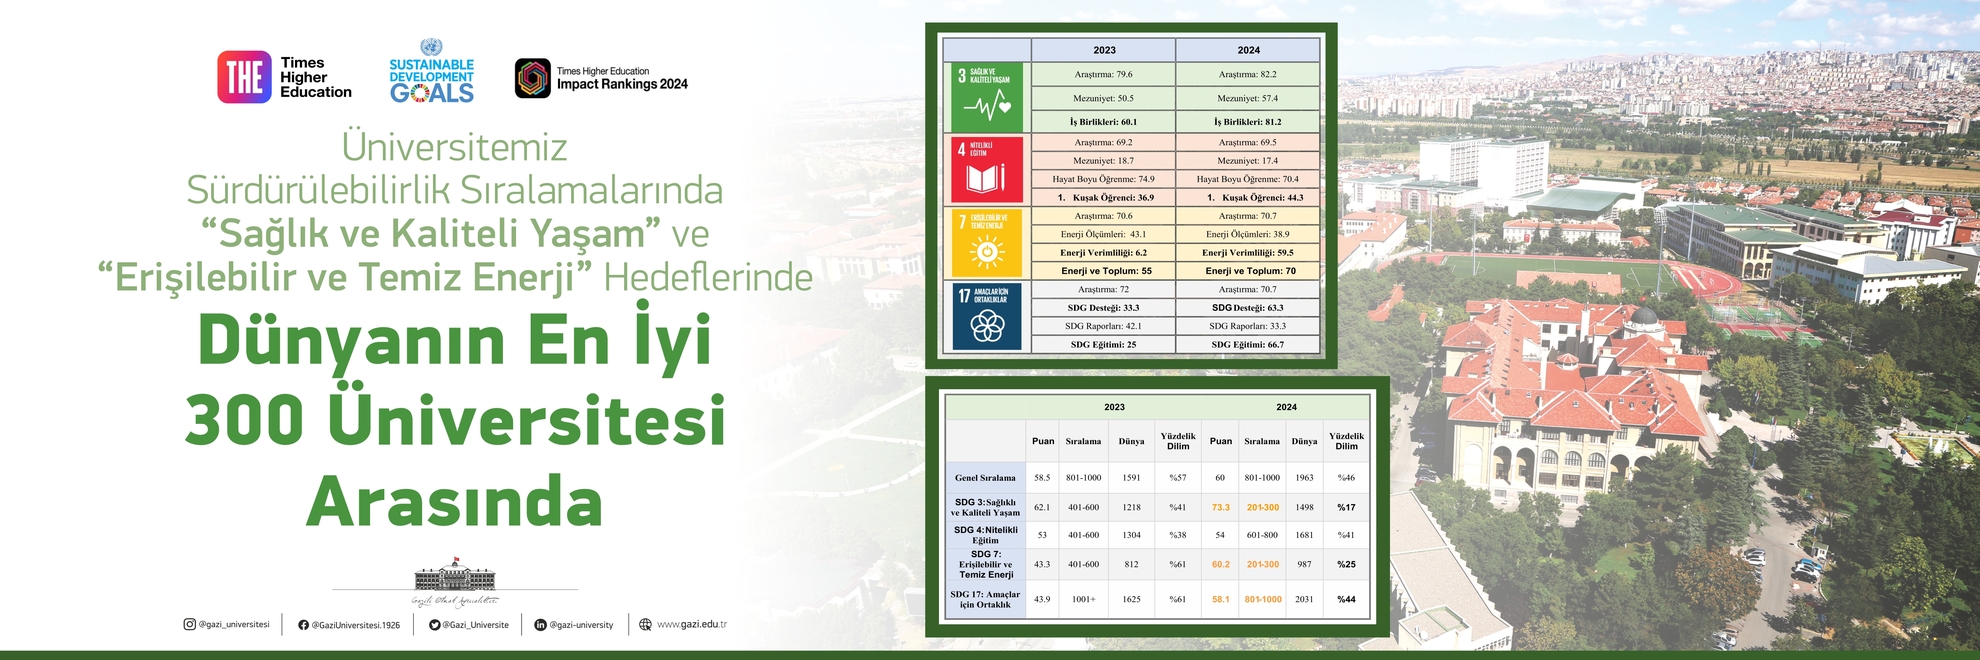 THE
Times
Higher
Education
SUSTAINABLE
DEVELOPMENT
GOALS
Times Higher Education
Impact Rankings 2024
Üniversitemiz
Sürdürülebilirlik Sıralamalarında
“Sağlık ve Kaliteli Yaşam” ve
“Erişilebilir ve Temiz Enerji” Hedeflerinde
Dünyanın En İyi
300 Üniversitesi
Arasında
@gazi_universitesi
@GaziUniversitesi.1926
@Gazi_Universite
@gazi-university
www.gazi.edu.tr
2023 2024
3 SAĞLIK VE
KALİTELİ YAŞAM
Araştırma: 79.6 Araştırma: 82.2
Mezuniyet: 50.5 Mezuniyet: 57.4
İş Birlikleri: 60.1 İş Birlikleri: 81.2
4 NİTELİKLİ
EĞİTİM
Araştırma: 69.2 Araştırma: 69.5
Mezuniyet: 18.7 Mezuniyet: 17.4
Hayat Boyu Öğrenme: 74.9 Hayat Boyu Öğrenme: 70.4
1. Kuşak Öğrenci: 36.9 1. Kuşak Öğrenci: 44.3
7 ERİŞİLEBİLİR VE
TEMİZ ENERJİ
Araştırma: 70.6 Araştırma: 70.7
Enerji Ölçümleri: 43.1 Enerji Ölçümleri: 38.9
Enerji Verimliliği: 6.2 Enerji Verimliliği: 59.5
Enerji ve Toplum: 55 Enerji ve Toplum: 70
17 AMAÇLAR İÇİN
ORTAKLIKLAR
Araştırma: 72 Araştırma: 70.7
SDG Desteği: 33.3 SDG Desteği: 63.3
SDG Raporları: 42.1 SDG Raporları: 33.3
SDG Eğitimi: 25 SDG Eğitimi: 66.7
2023 2024
Puan Sıralama Dünya Yüzdelik Dilim Puan Sıralama Dünya Yüzdelik Dilim
Genel Sıralama 58.5 801-1000 1591 %57 60 801-1000 1963 %46
SDG 3:Sağlıklı
ve Kaliteli Yaşam 62.1 401-600 1218 %41 73.3 201-300 1498 %17
SDG 4:Nitelikli
Eğitim 53 401-600 1304 %38 54 601-800 1681 %41
SDG 7:
Erişilebilir ve
Temiz Enerji 43.3 401-600 812 %61 60.2 201-300 987 %25
SDG 17: Amaçlar
için Ortaklık 43.9 1001+ 1625 %61 58.1 801-1000 2031 %44